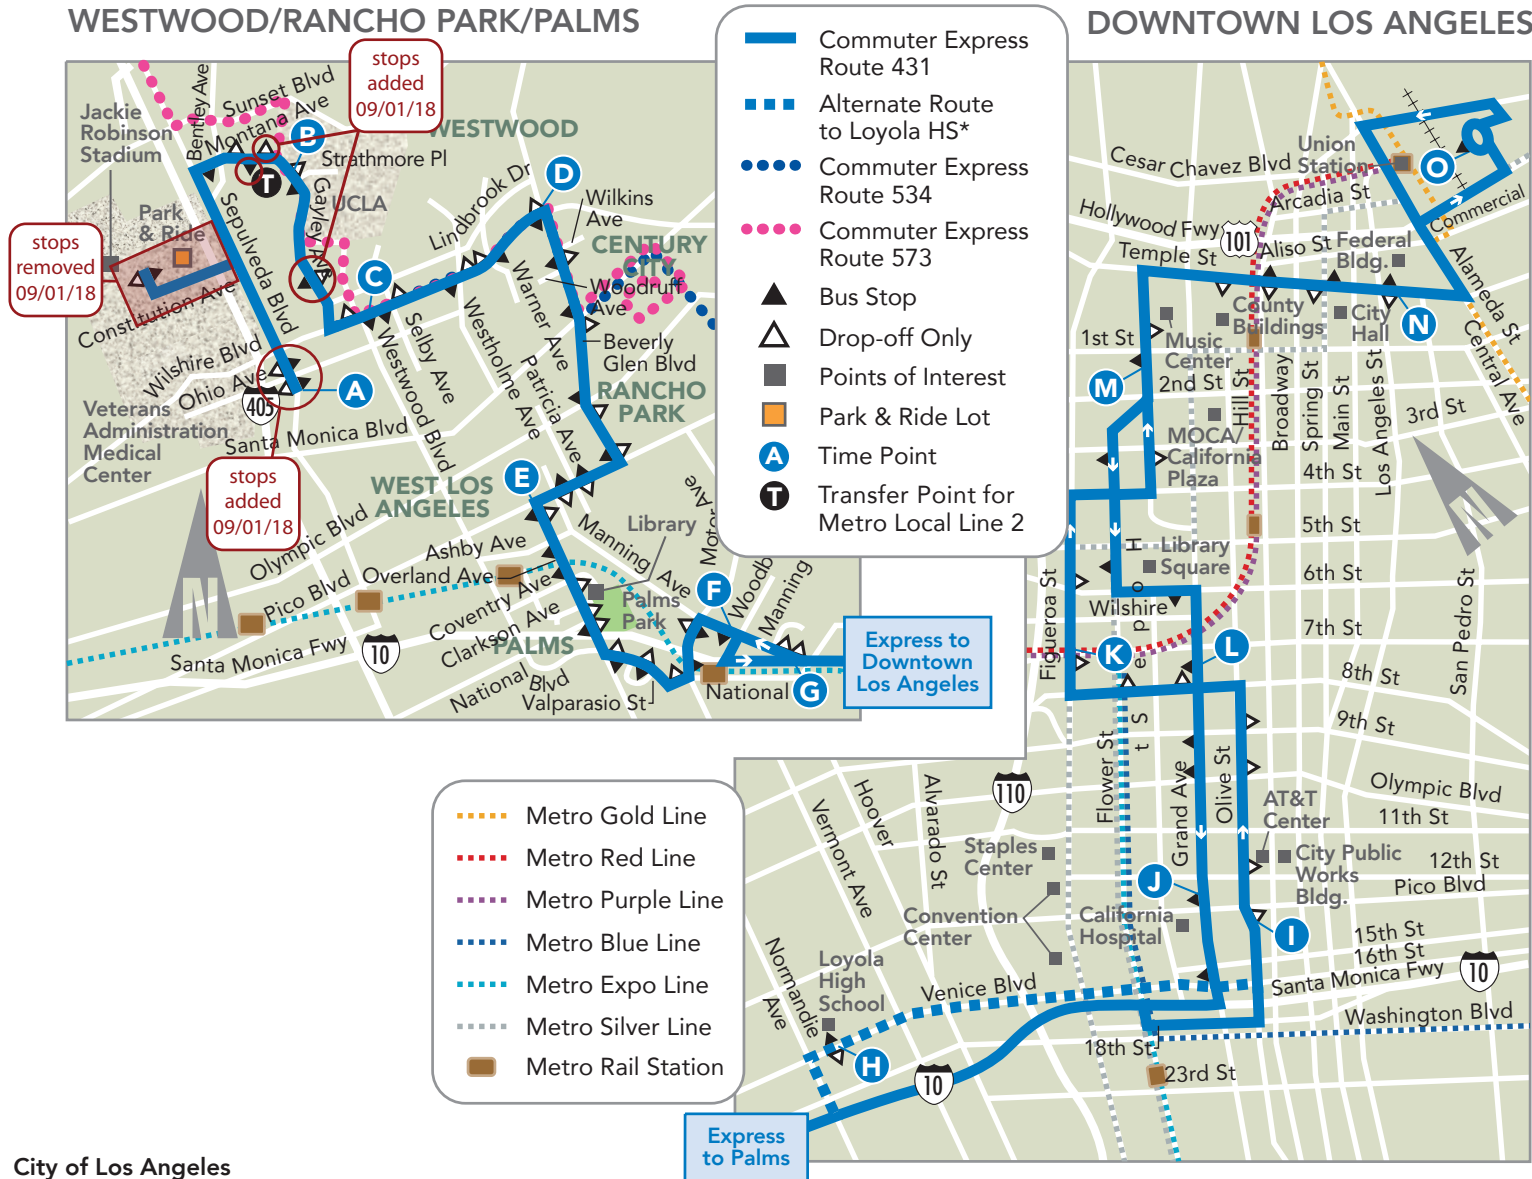 WESTWOOD/RANCHO PARK/PALMS
DOWNTOWN LOS ANGELES
Commuter Express
Route 431
Alternate Route
to Loyola HS*
Commuter Express
Route 534
Commuter Express
Route 573
Bus Stop
Drop-off Only
Points of Interest
Park & Ride Lot
A
Time Point
T
Transfer Point for
Metro Local Line 2
stops
added
09/01/18
Jackie
Robinson
Stadium
Bentley Ave
Sunset Blvd
Montana Ave
B
WESTWOOD
Strathmore Pl
T
UCLA
Gayley Ave
Park
& Ride
Sepulveda Blvd
stops
removed
09/01/18
Constitution Ave
Wilshire Blvd
Ohio Ave
405
A
Veterans
Administration
Medical
Center
Santa Monica Blvd
stops
added
09/01/18
C
Lindbrook Dr
D
Wilkins
Ave
CENTURY
CITY
Woodruff
Ave
Beverly
Glen Blvd
RANCHO
PARK
Warner Ave
Westholme Ave
Patricia Ave
Selby Ave
Westwood Blvd
WEST LOS
ANGELES
E
Olympic Blvd
Pico Blvd
Ashby Ave
Overland Ave
Coventry Ave
Clarkson Ave
PALMS
Santa Monica Fwy
10
National
Blvd
Valparasio St
Library
Manning Ave
Palms
Park
Motor Ave
F
Woodb
Manning
National
G
Express to
Downtown
Los Angeles
Union
Station
O
Cesar Chavez Blvd
Arcadia St
Commercial
Hollywood Fwy
101
Aliso St
Federal
Bldg.
Temple St
Alameda St
Central Ave
County
Buildings
City
Hall
N
Music
Center
1st St
M
2nd St
3rd St
MOCA/
California
Plaza
Hill St
Broadway
Spring St
Main St
Los Angeles St
4th St
5th St
Library
Square
6th St
Wilshire
7th St
Figueroa St
Hope St
K
L
8th St
San Pedro St
9th St
Flower St
Grand Ave
Olive St
Olympic Blvd
AT&T
Center
11th St
110
Staples
Center
12th St
City Public
Works
Bldg.
Pico Blvd
J
Convention
Center
California
Hospital
I
15th St
16th St
Santa Monica Fwy
10
Hoover
Vermont Ave
Alvarado St
Normandie
Ave
Loyola
High
School
Venice Blvd
Washington Blvd
18th St
23rd St
H
10
Express
to Palms
Metro Gold Line
Metro Red Line
Metro Purple Line
Metro Blue Line
Metro Expo Line
Metro Silver Line
Metro Rail Station
N
N
City of Los Angeles